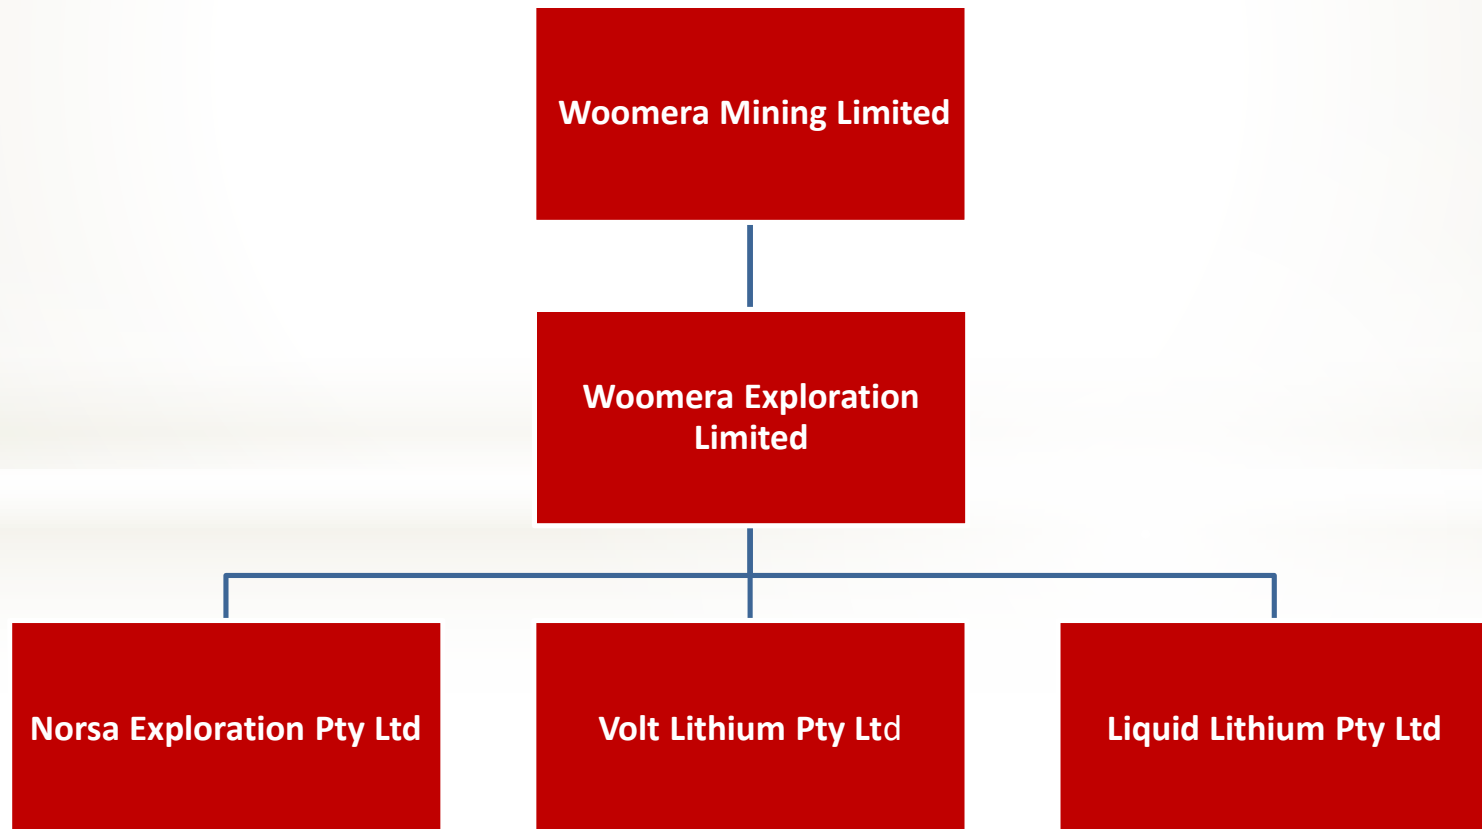 Woomera Mining Limited
Woomera Exploration
Limited
Norsa Exploration Pty Ltd
Volt Lithium Pty Ltd
Liquid Lithium Pty Ltd